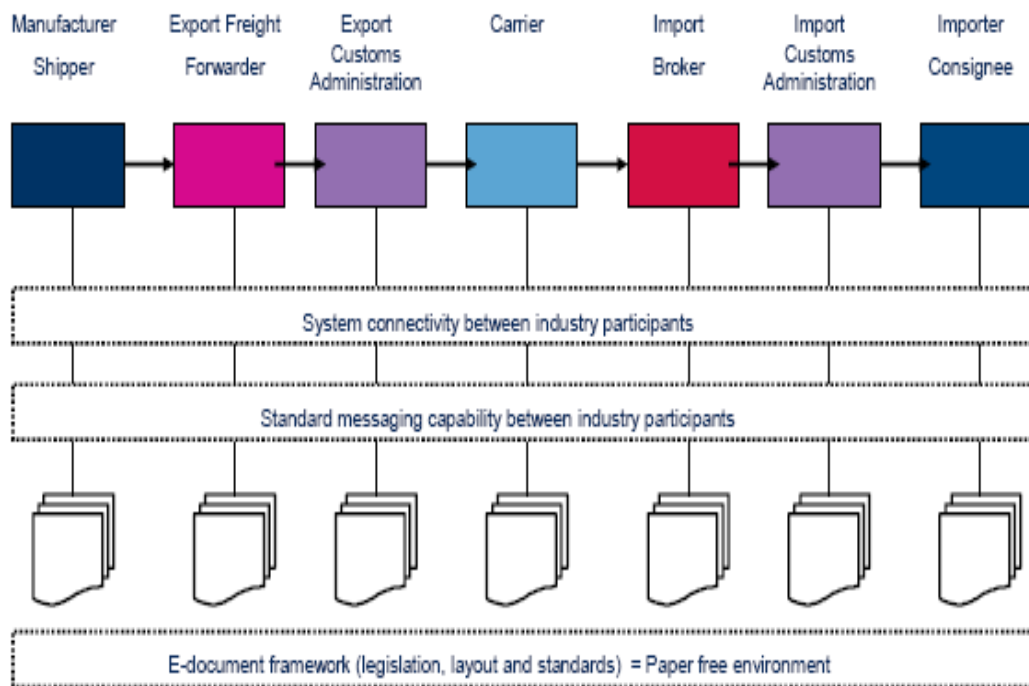 Manufacturer
Shipper
Export Freight
Forwarder
Export
Customs
Administration
Carrier
Import
Broker
Import
Customs
Administration
Importer
Consignee
System connectivity between industry participants
Standard messaging capability between industry participants
E-document framework (legislation, layout and standards) = Paper free environment